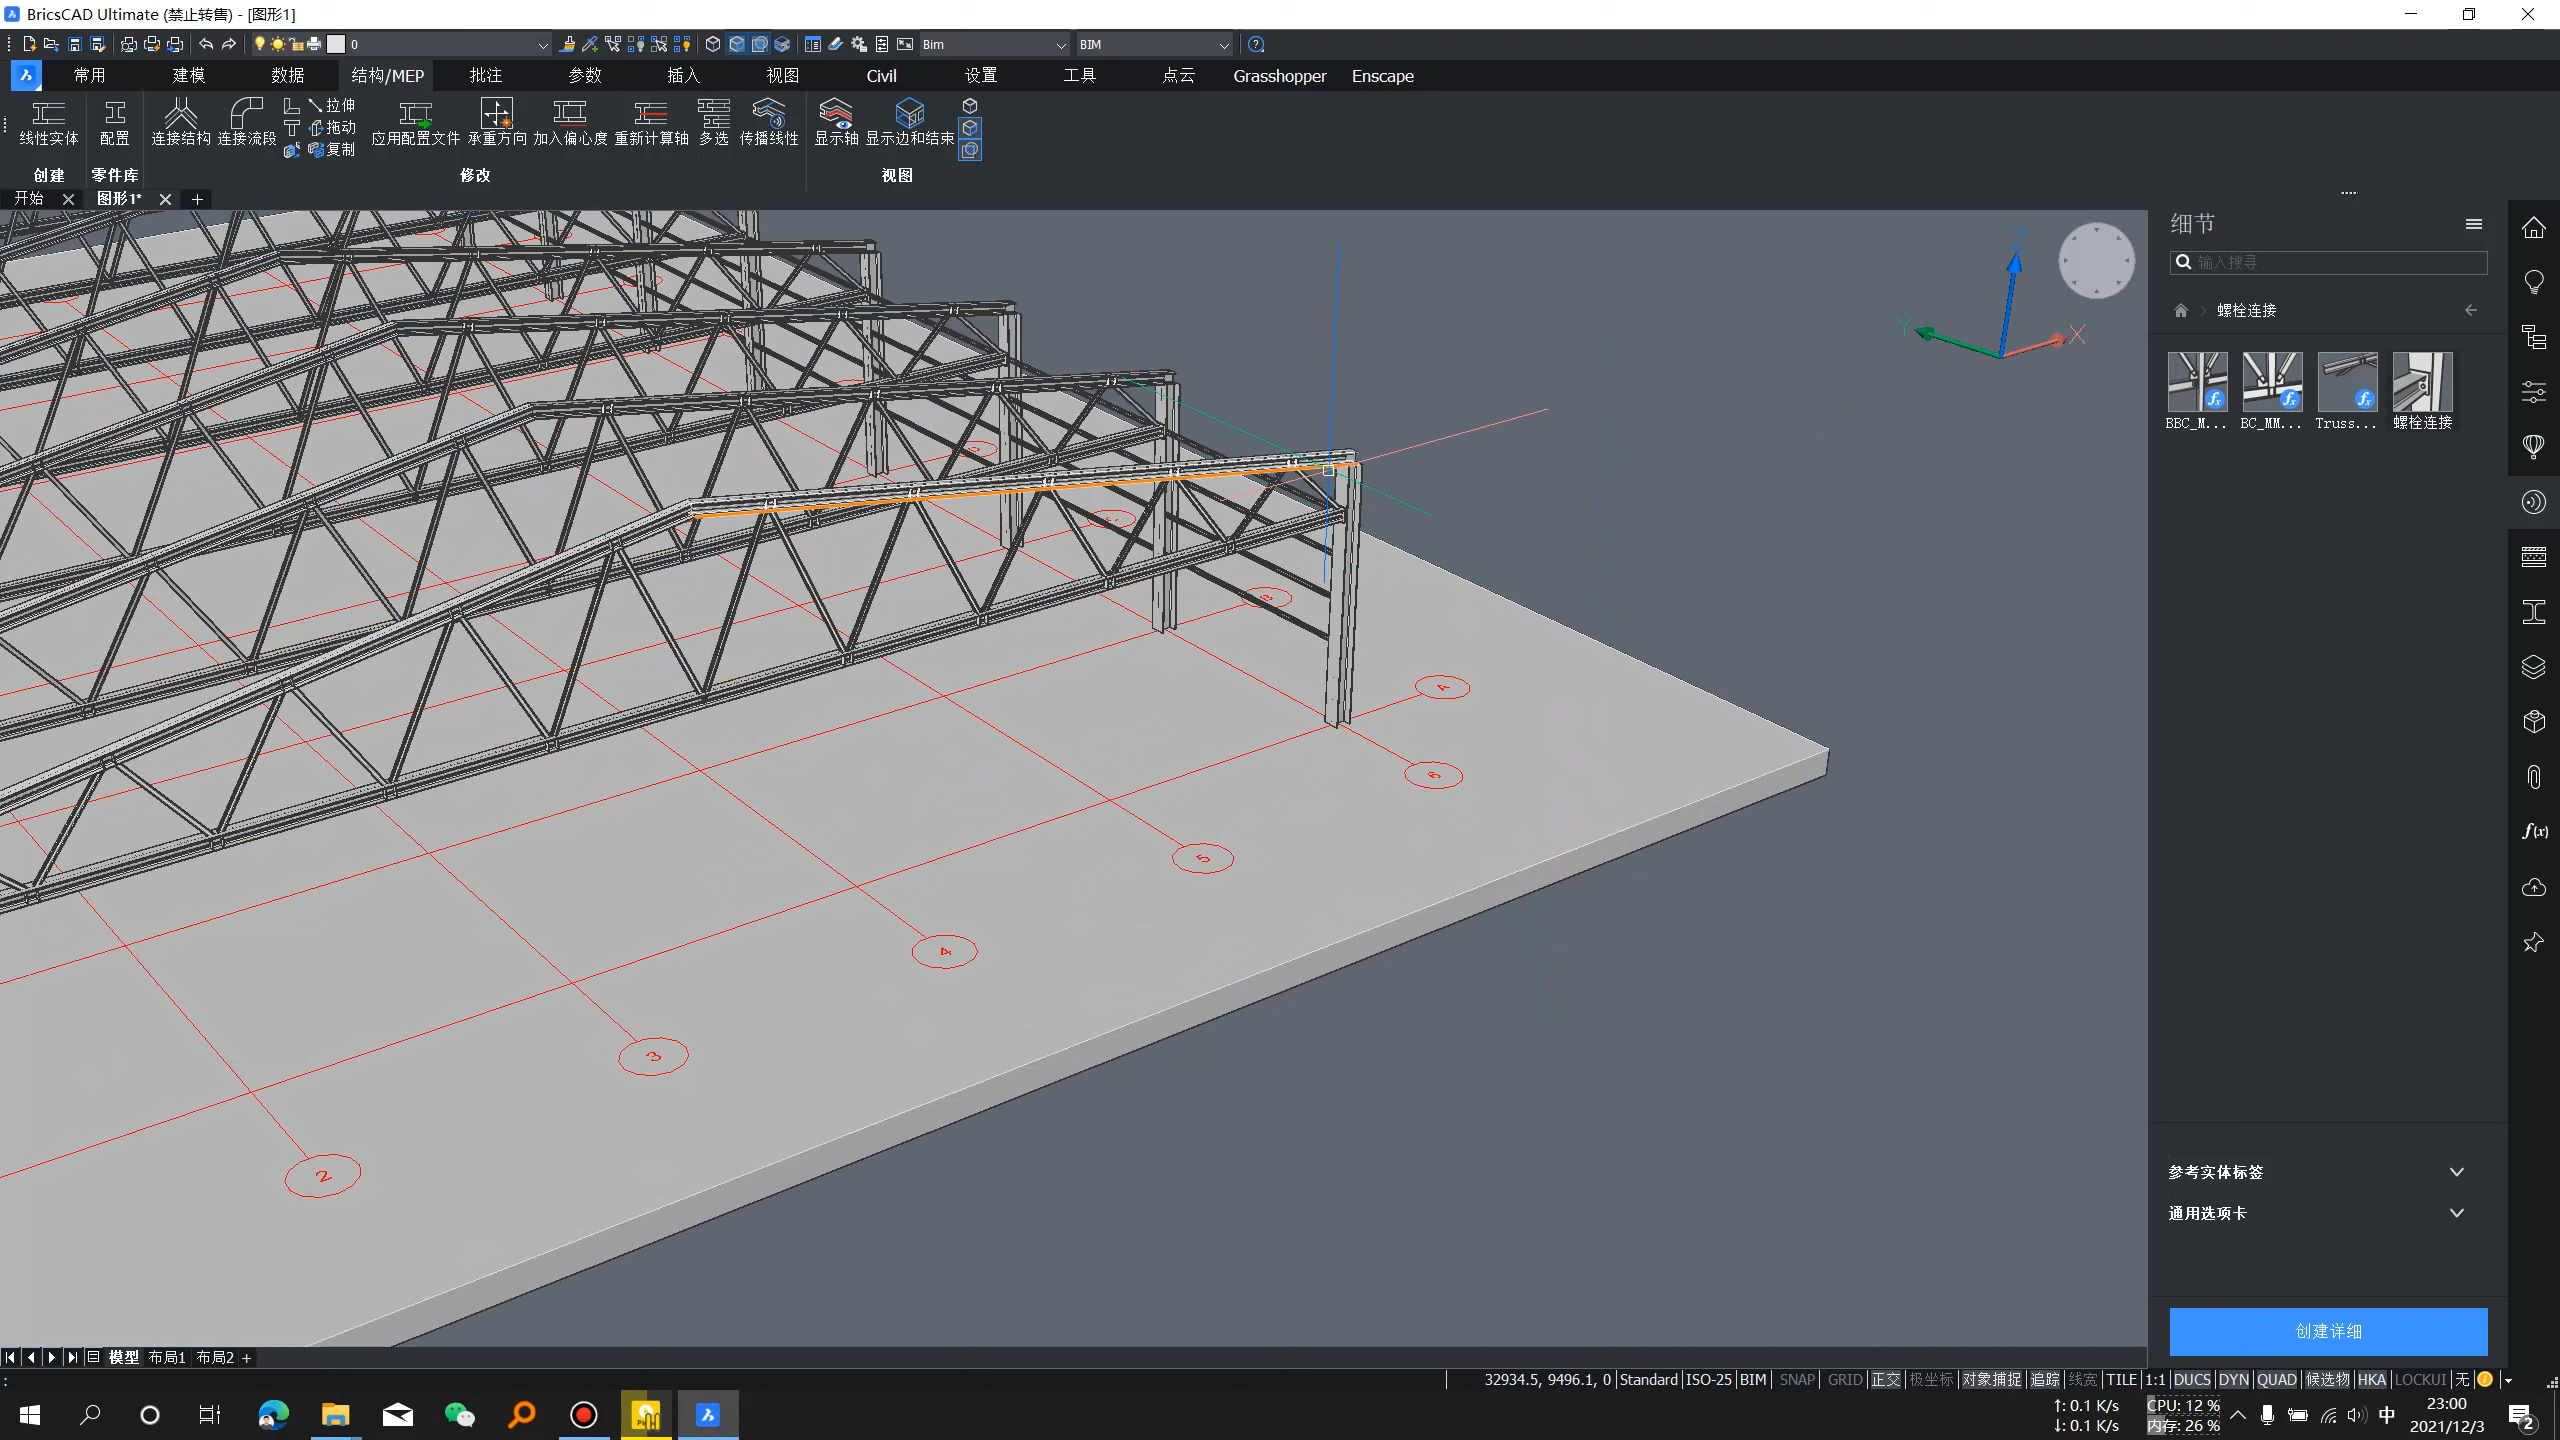 BricsCAD Ultimate (禁止转售) - [图形1]
0
Bim
BIM
常用 建模 数据 结构/MEP 批注 参数 插入 视图 Civil 设置 工具 点云 Grasshopper Enscape
线性实体 配置 连接结构 连接流段 拉伸 拖动 复制 应用配置文件 承重方向 加入偏心度 重新计算轴 多选 传播线性 显示轴 显示边和结束
创建 零件库 修改 视图
开始 图形1* +
细节
输入搜寻
螺栓连接
BBC_M... BC_MM... Truss... 螺栓连接
Z
Y
X
B
A
6
5
4
3
2
参考实体标签
通用选项卡
创建详细
模型 布局1 布局2 +
:
32934.5, 9496.1, 0 Standard ISO-25 BIM SNAP GRID 正交 极坐标 对象捕捉 追踪 线宽 TILE 1:1 DUCS DYN QUAD 候选物 HKA LOCKUI 无
↑: 0.1 K/s
↓: 0.1 K/s
CPU: 12 %
内存: 26 %
中
23:00
2021/12/3
2
f(x)